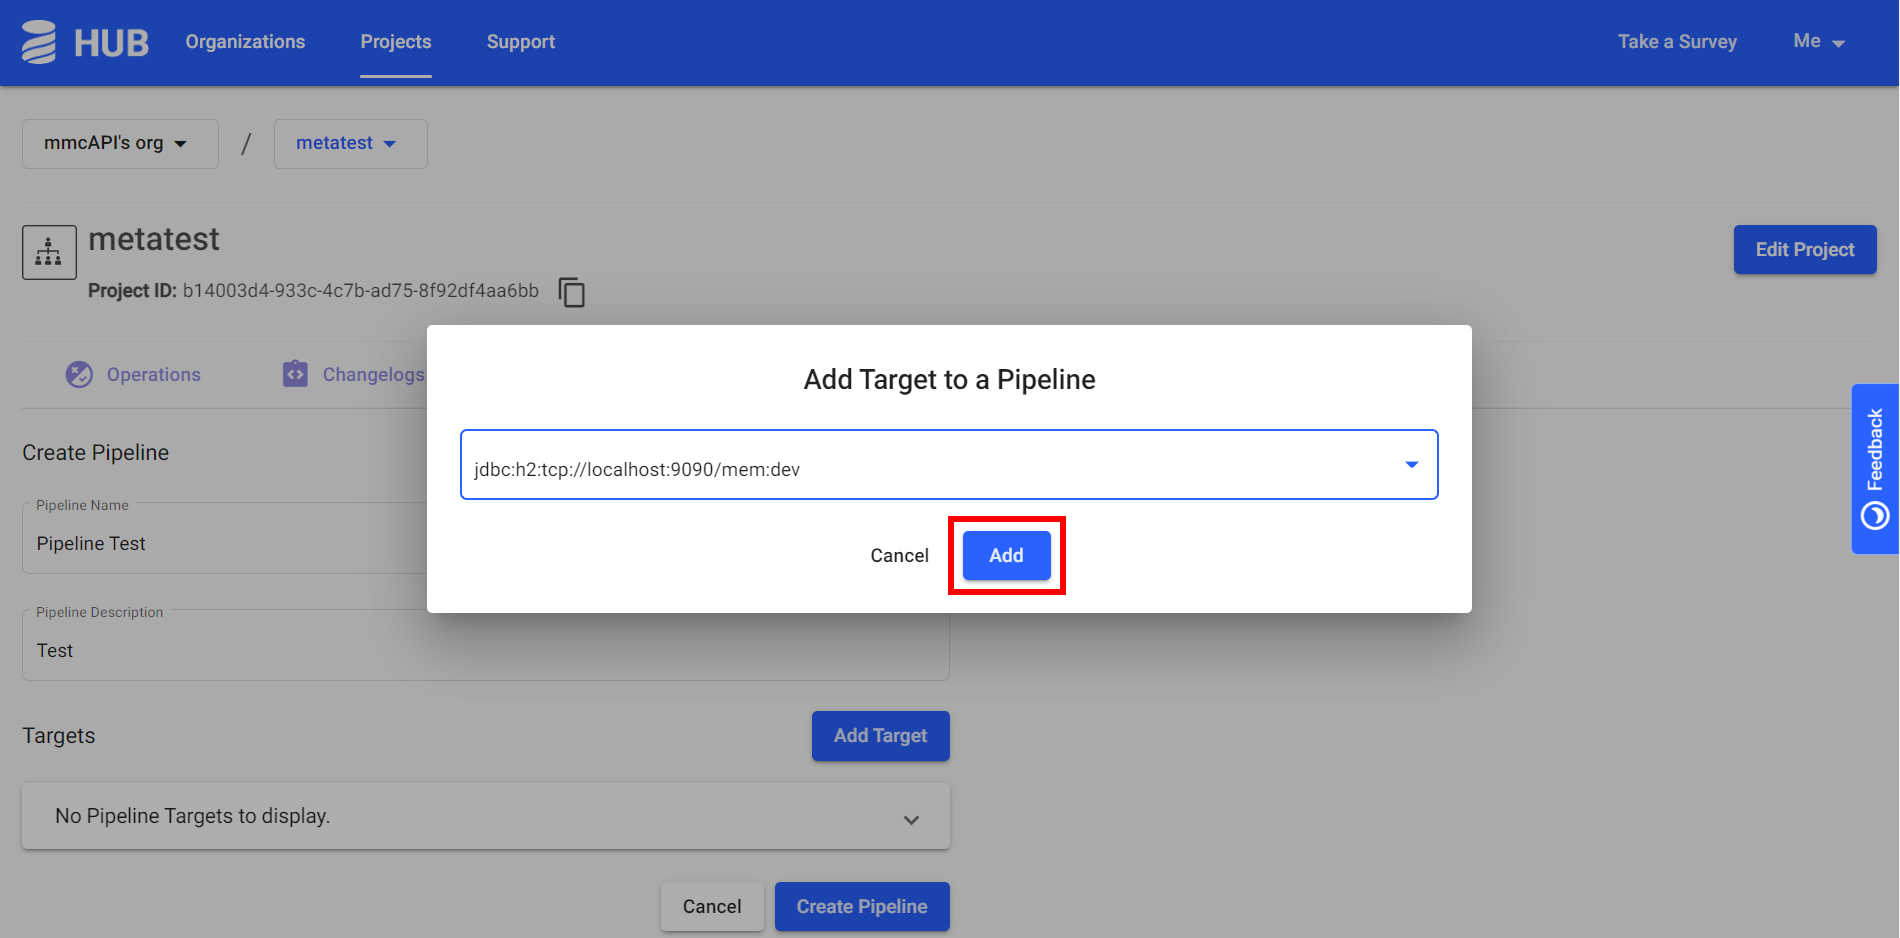 HUB Organizations Projects Support Take a Survey Me
mmcAPI's org / metatest
metatest
Edit Project
Project ID: b14003d4-933c-4c7b-ad75-8f92df4aa6bb
Operations Changelogs
Add Target to a Pipeline
jdbc:h2:tcp://localhost:9090/mem:dev
Cancel Add
Feedback
Create Pipeline
Pipeline Name
Pipeline Test
Pipeline Description
Test
Targets Add Target
No Pipeline Targets to display.
Cancel Create Pipeline